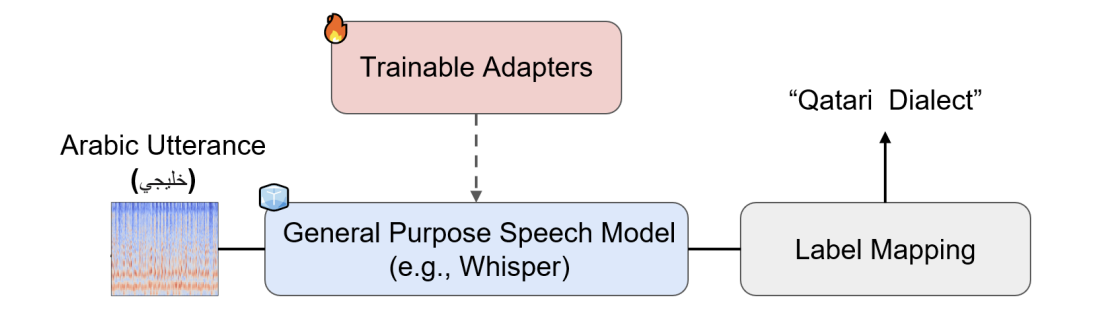 Trainable Adapters
“Qatari Dialect”
Arabic Utterance
(خليجي)
General Purpose Speech Model
(e.g., Whisper)
Label Mapping